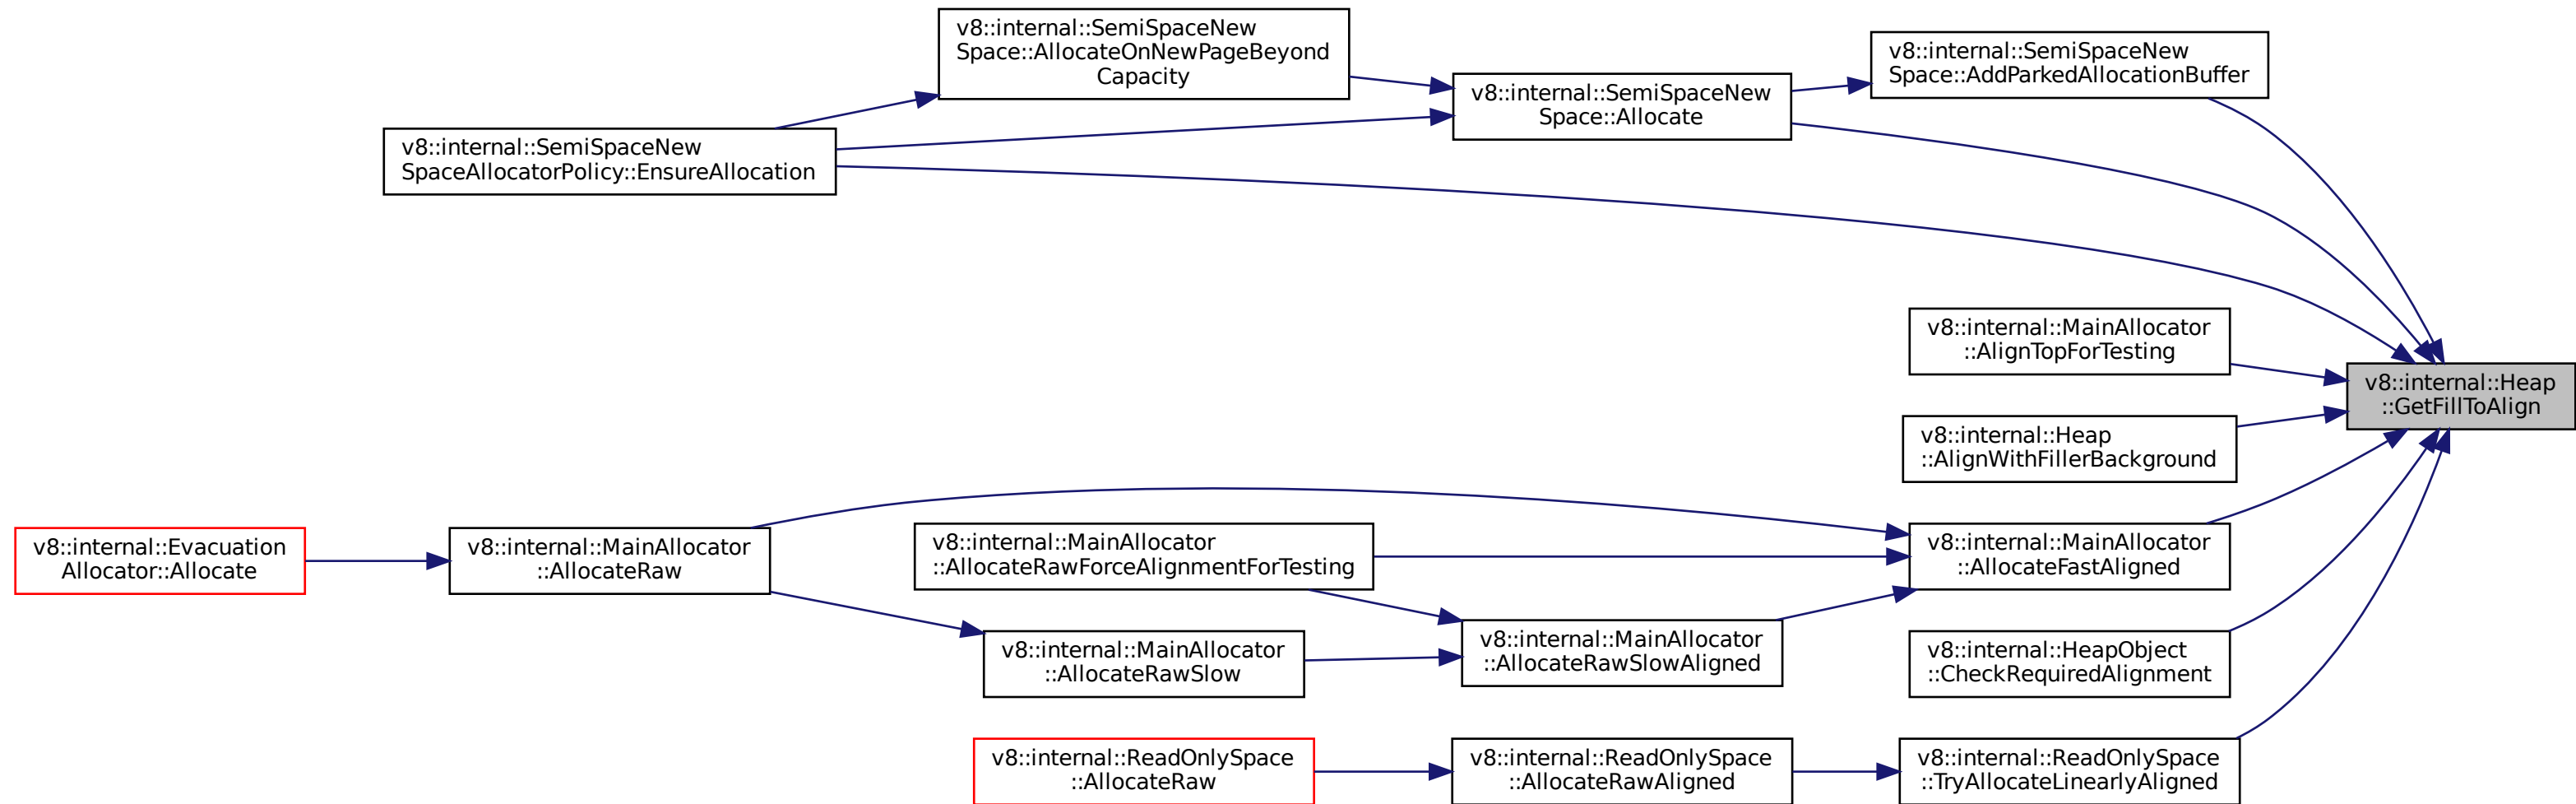 v8::internal::SemiSpaceNew
Space::AllocateOnNewPageBeyond
Capacity
v8::internal::SemiSpaceNew
Space::AddParkedAllocationBuffer
v8::internal::SemiSpaceNew
Space::Allocate
v8::internal::SemiSpaceNew
SpaceAllocatorPolicy::EnsureAllocation
v8::internal::MainAllocator
::AlignTopForTesting
v8::internal::Heap
::GetFillToAlign
v8::internal::Heap
::AlignWithFillerBackground
v8::internal::Evacuation
Allocator::Allocate
v8::internal::MainAllocator
::AllocateRaw
v8::internal::MainAllocator
::AllocateRawForceAlignmentForTesting
v8::internal::MainAllocator
::AllocateFastAligned
v8::internal::MainAllocator
::AllocateRawSlow
v8::internal::MainAllocator
::AllocateRawSlowAligned
v8::internal::HeapObject
::CheckRequiredAlignment
v8::internal::ReadOnlySpace
::AllocateRaw
v8::internal::ReadOnlySpace
::AllocateRawAligned
v8::internal::ReadOnlySpace
::TryAllocateLinearlyAligned